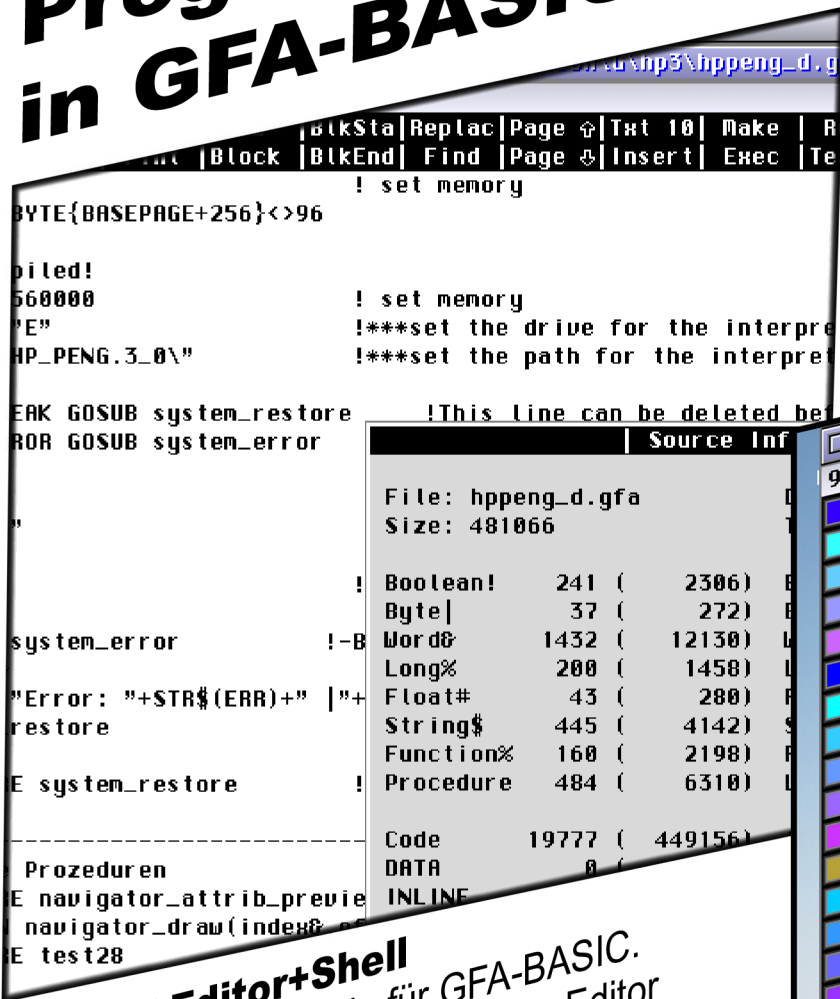 in GFA-BASIC
\hp3\hppeng_d.g
BlkSta|Replac|Page ⇧|Txt 10| Make | R
|Block |BlkEnd| Find |Page ⇩|Insert| Exec |Te
! set memory
BYTE{BASEPAGE+256}<>96
piled!
560000 ! set memory
"E" !***set the drive for the interpre
HP_PENG.3_0\" !***set the path for the interpret
EAK GOSUB system_restore !This line can be deleted bef
ROR GOSUB system_error
| Source Inf
File: hppeng_d.gfa
Size: 481066
"
!
Boolean! 241 ( 2306)
Byte| 37 ( 272)
system_error !-B
Word& 1432 ( 12130)
Long% 200 ( 1458)
"Error: "+STR$(ERR)+" |"+
Float# 43 ( 280)
restore
String$ 445 ( 4142)
Function% 160 ( 2198)
E system_restore !
Procedure 484 ( 6310)
Code 19777 ( 449156)
Prozeduren
DATA 0
E navigator_attrib_previe
INLINE
navigator_draw(index&
E test28
Editor+Shell
für GFA-BASIC.
Editor